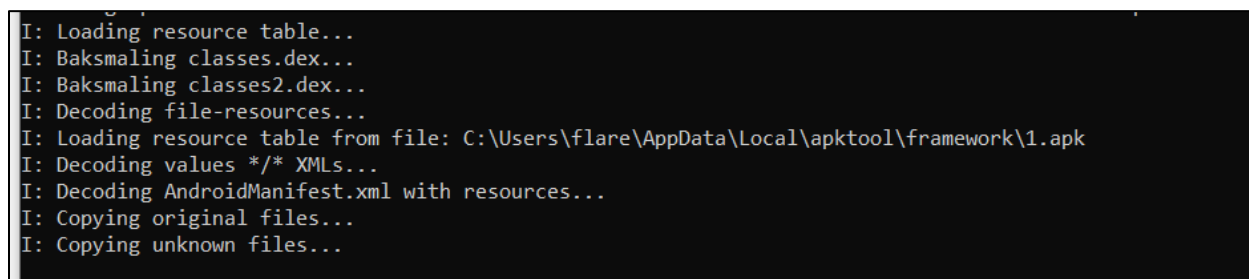 I: Loading resource table...
I: Baksmaling classes.dex...
I: Baksmaling classes2.dex...
I: Decoding file-resources...
I: Loading resource table from file: C:\Users\flare\AppData\Local\apktool\framework\1.apk
I: Decoding values */* XMLs...
I: Decoding AndroidManifest.xml with resources...
I: Copying original files...
I: Copying unknown files...